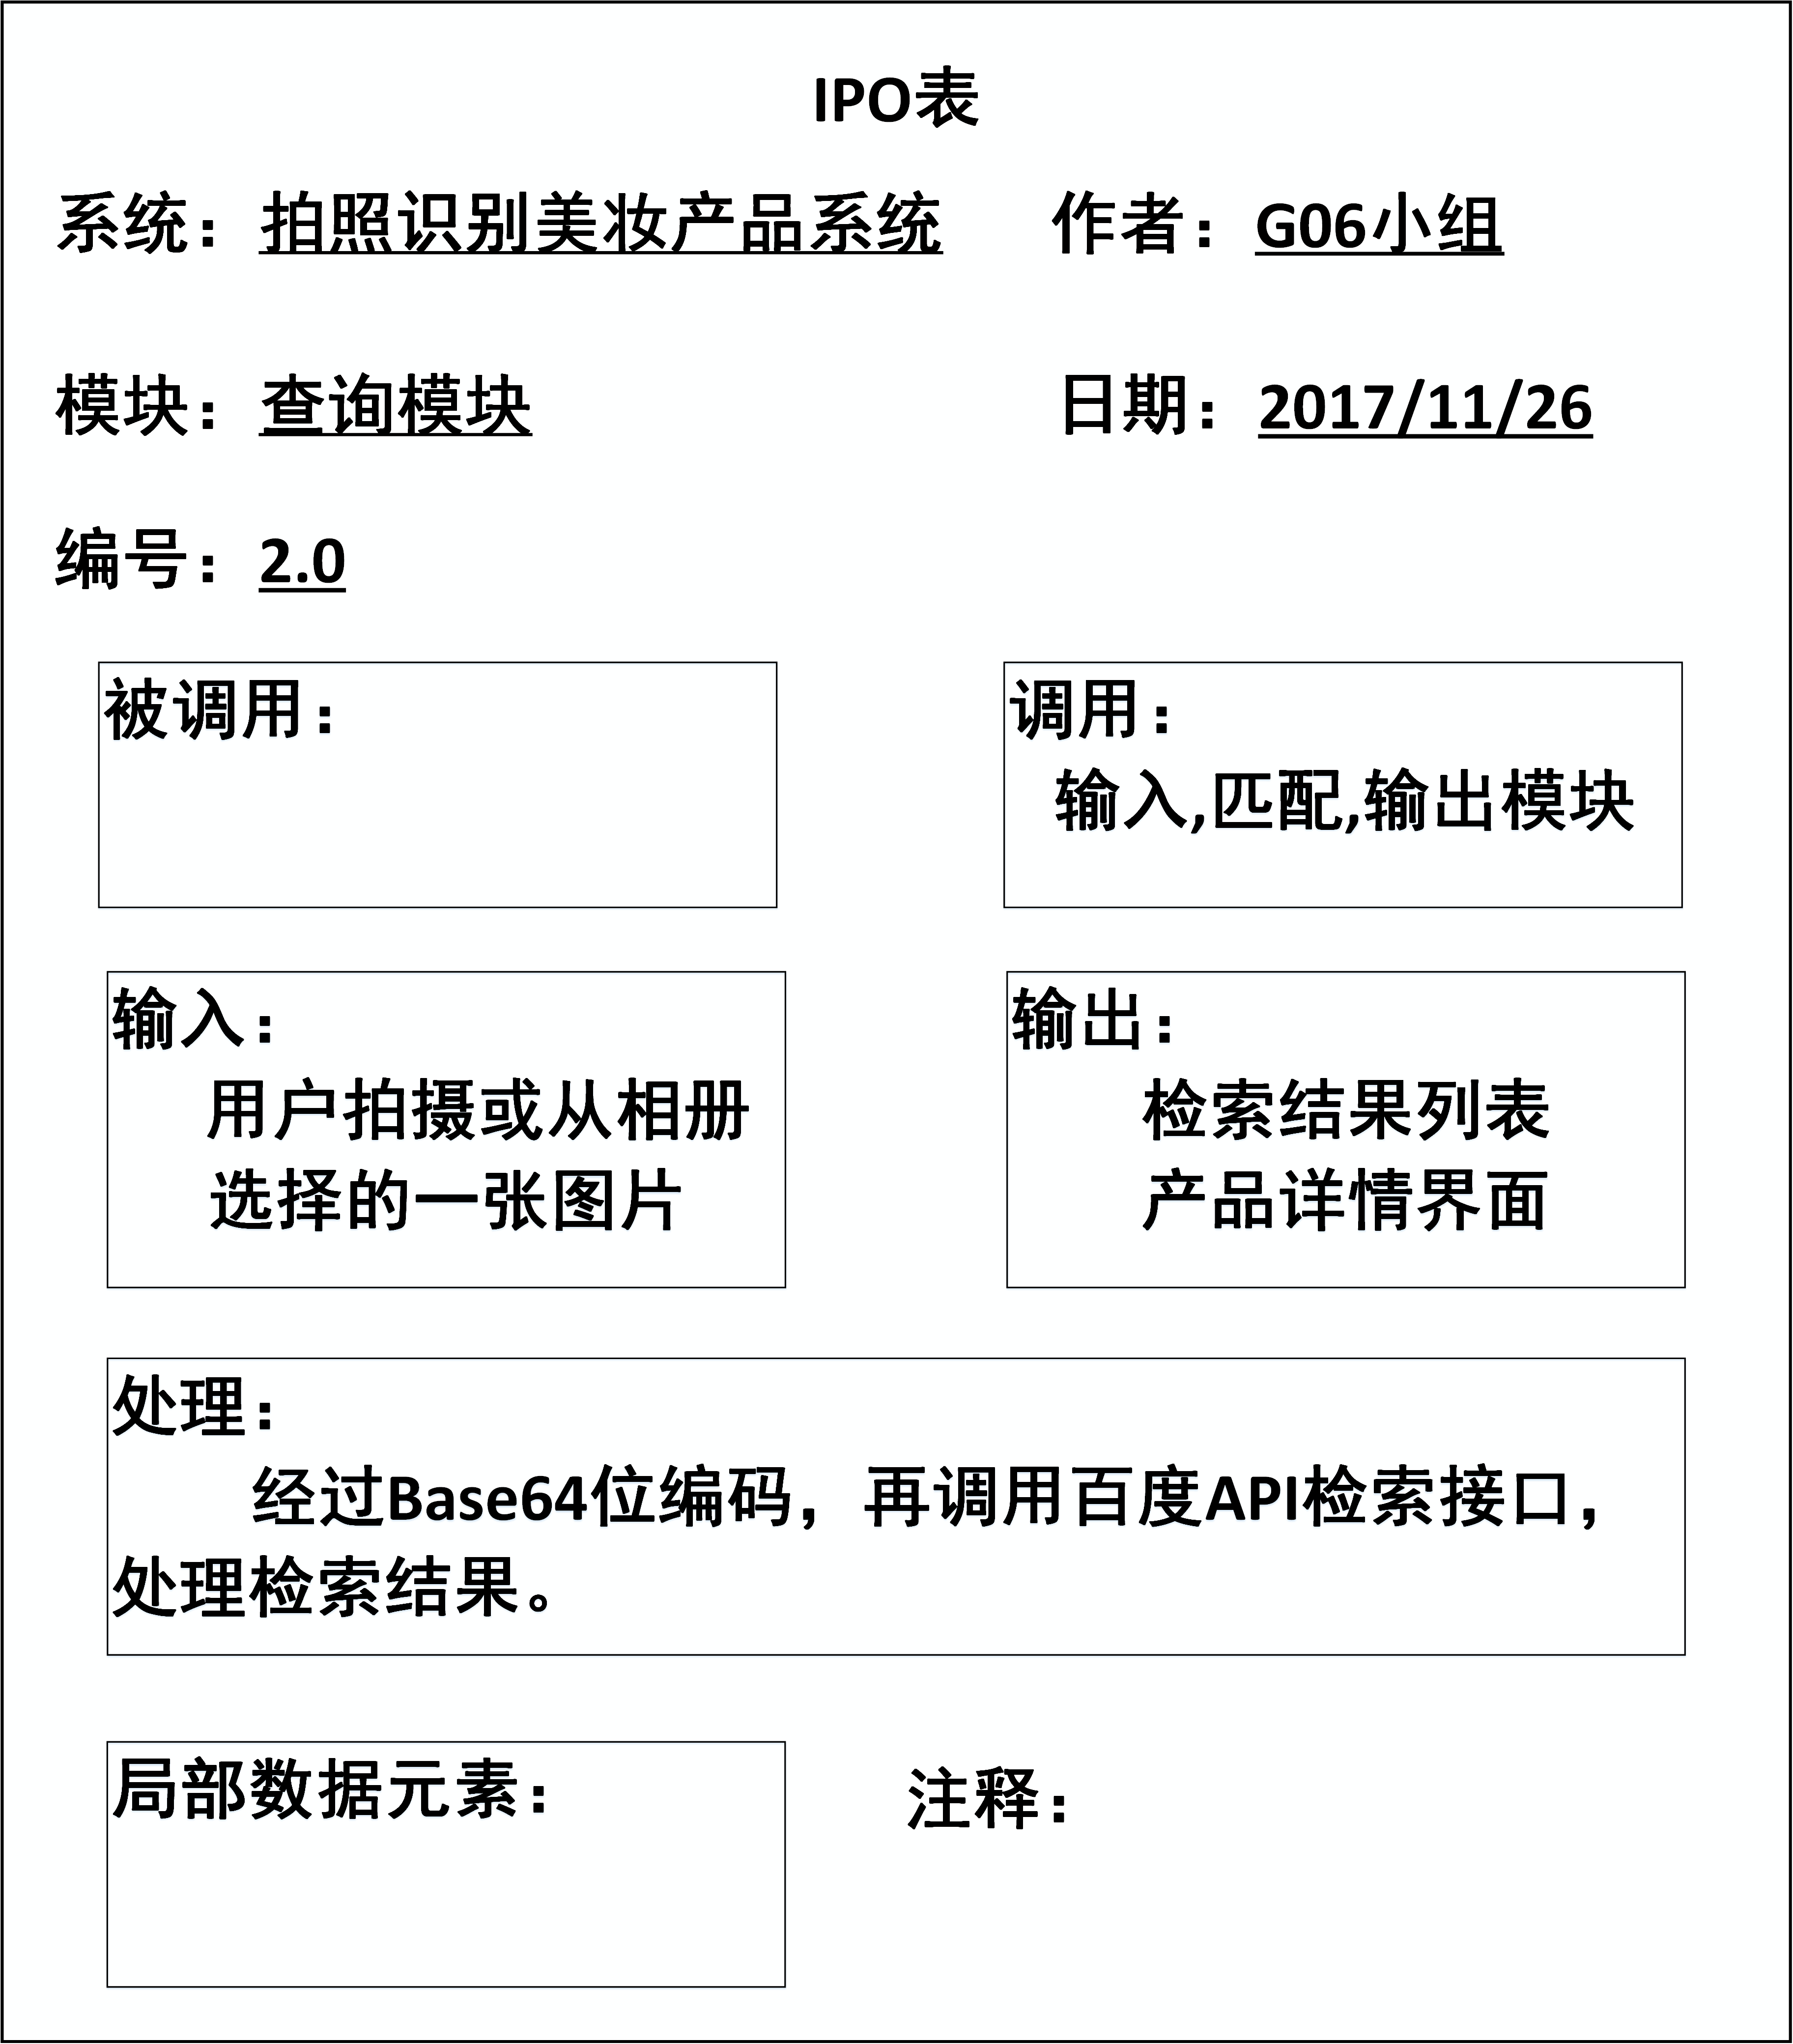 IPO表
系统：拍照识别美妆产品系统 作者：G06小组
模块：查询模块 日期：2017/11/26
编号：2.0
被调用：
调用：
输入,匹配,输出模块
输入：
用户拍摄或从相册
选择的一张图片
输出：
检索结果列表
产品详情界面
处理：
经过Base64位编码，再调用百度API检索接口，
处理检索结果。
局部数据元素：
注释：